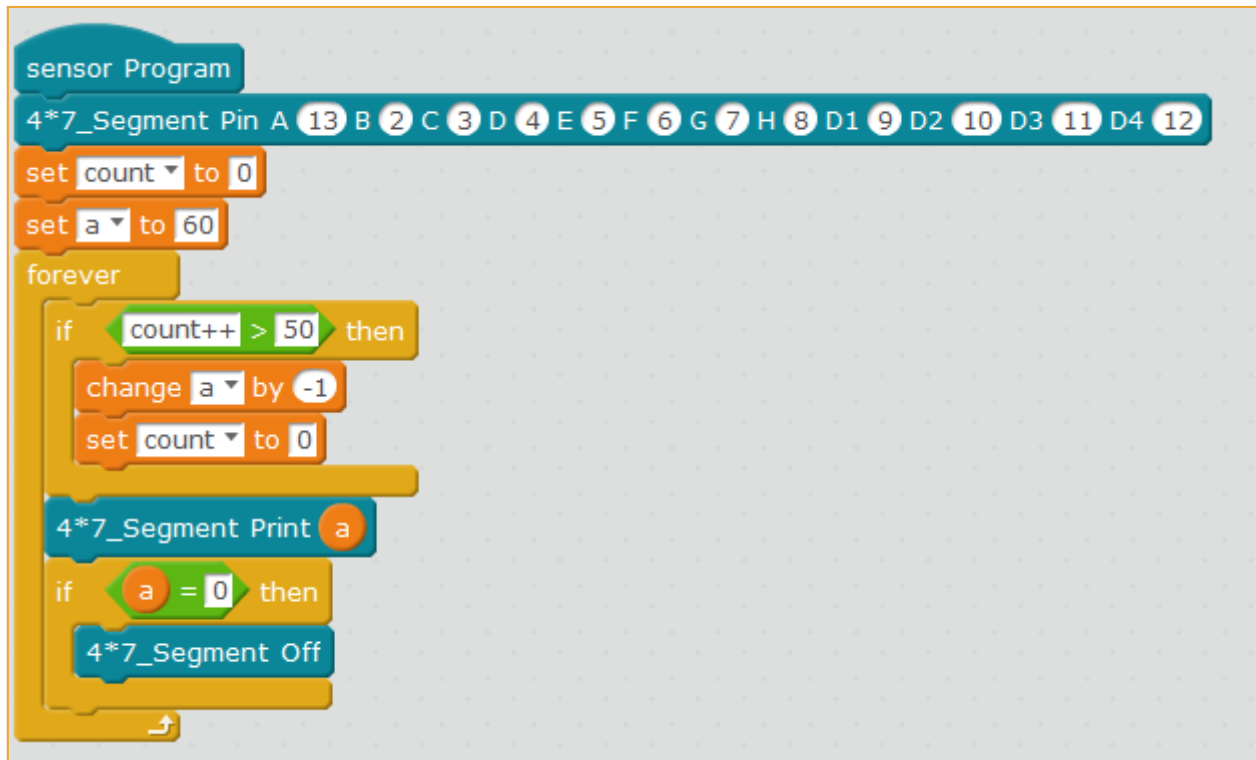 sensor Program
4*7_Segment Pin A 13 B 2 C 3 D 4 E 5 F 6 G 7 H 8 D1 9 D2 10 D3 11 D4 12
set count to 0
set a to 60
forever
if count++ > 50 then
change a by -1
set count to 0
4*7_Segment Print a
if a = 0 then
4*7_Segment Off